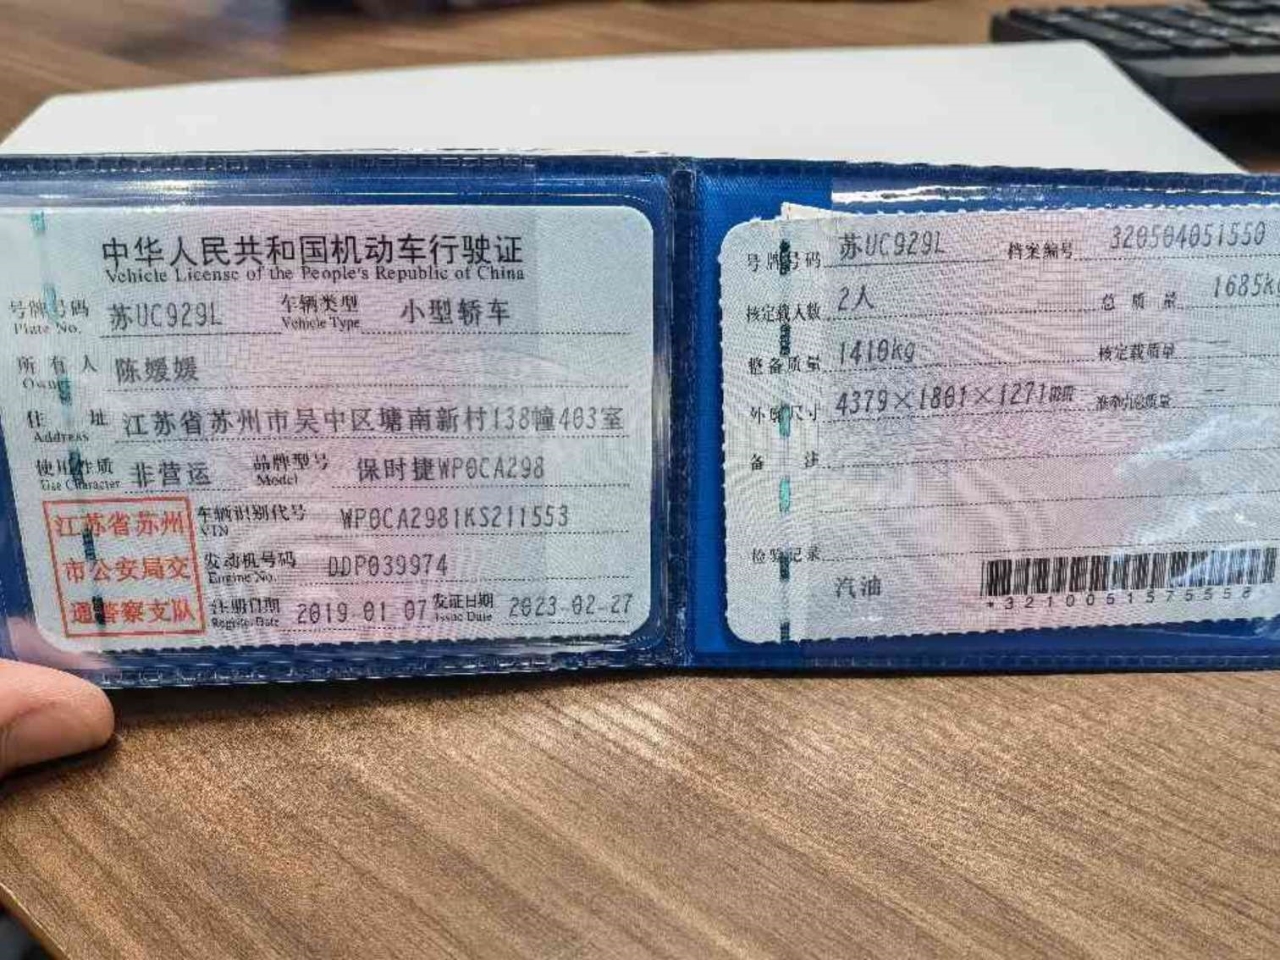 中华人民共和国机动车行驶证
Vehicle License of the People's Republic of China
号牌号码 苏UC929L 车辆类型 小型轿车
Plate No. Vehicle Type
所有人 陈媛媛
Owner
住址 江苏省苏州市吴中区塘南新村138幢403室
Address
使用性质 非营运 品牌型号 保时捷WP0CA298
Use Character Model
江苏省苏州市公安局交通警察支队
车辆识别代号 WP0CA2981KS211553
VIN
发动机号码 DDP039974
Engine No.
注册日期 2019-01-07 发证日期 2023-02-27
Register Date Issue Date
号牌号码 苏UC929L 档案编号 320504051550
核定载人数 2人 总质量 1685kg
整备质量 1410kg 核定载质量 --
外廓尺寸 4379×1801×1271mm 准牵引总质量 --
备注
检验记录
汽油
*3210051575558*